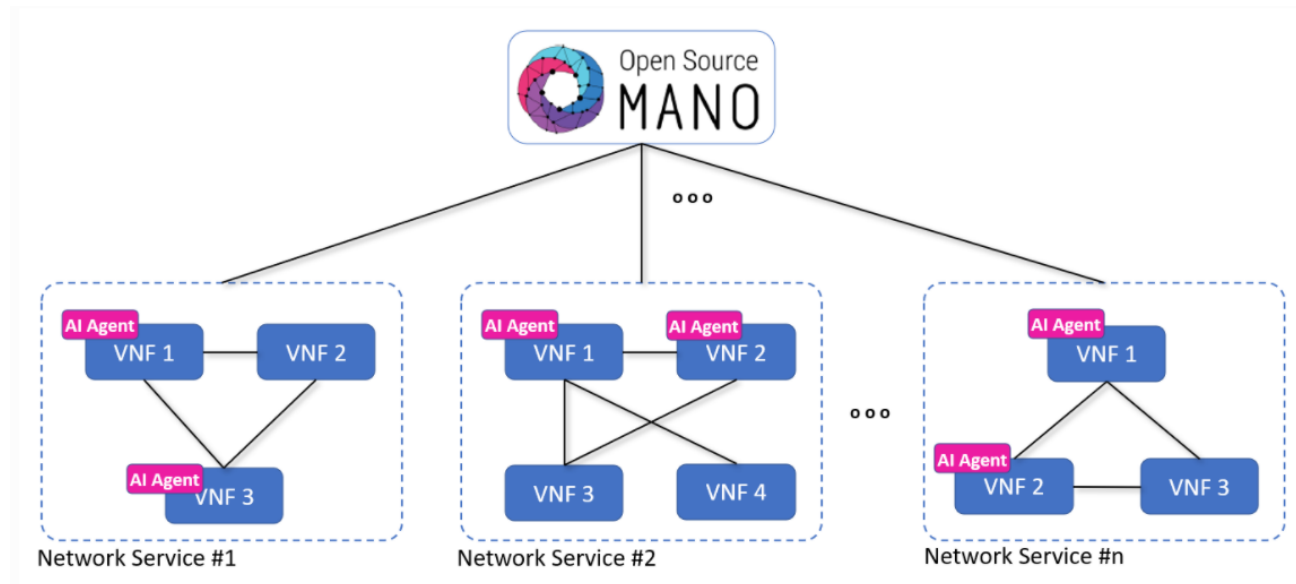 Open Source
MANO
o o o
AI Agent
VNF 1
VNF 2
AI Agent
VNF 3
Network Service #1
AI Agent
VNF 1
AI Agent
VNF 2
VNF 3
VNF 4
Network Service #2
o o o
AI Agent
VNF 1
AI Agent
VNF 2
VNF 3
Network Service #n